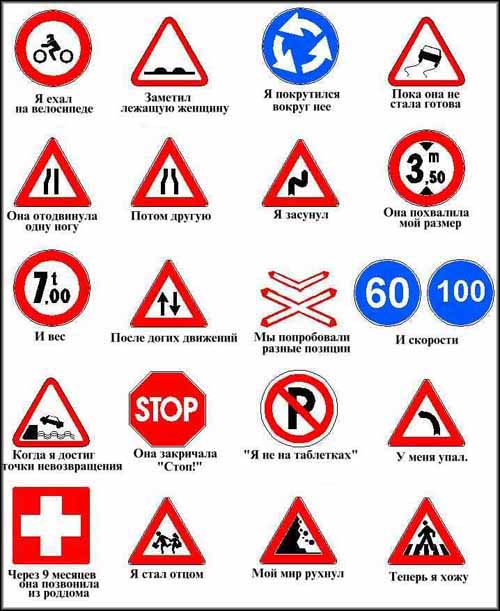 Я ехал
на велосипеде
Заметил
лежащую женщину
Я покрутился
вокруг нее
Пока она не
стала готова
3,50 m
Она отодвинула
одну ногу
Потом другую
Я засунул
Она похвалила
мой размер
7,00 t
И вес
После догих движений
Мы попробовали
разные позиции
60
100
И скорости
Когда я достиг
точки невозвращения
STOP
Она закричала
"Стоп!"
P
"Я не на таблетках"
У меня упал.
Через 9 месяцев
она позвонила
из роддома
Я стал отцом
Мой мир рухнул
Теперь я хожу